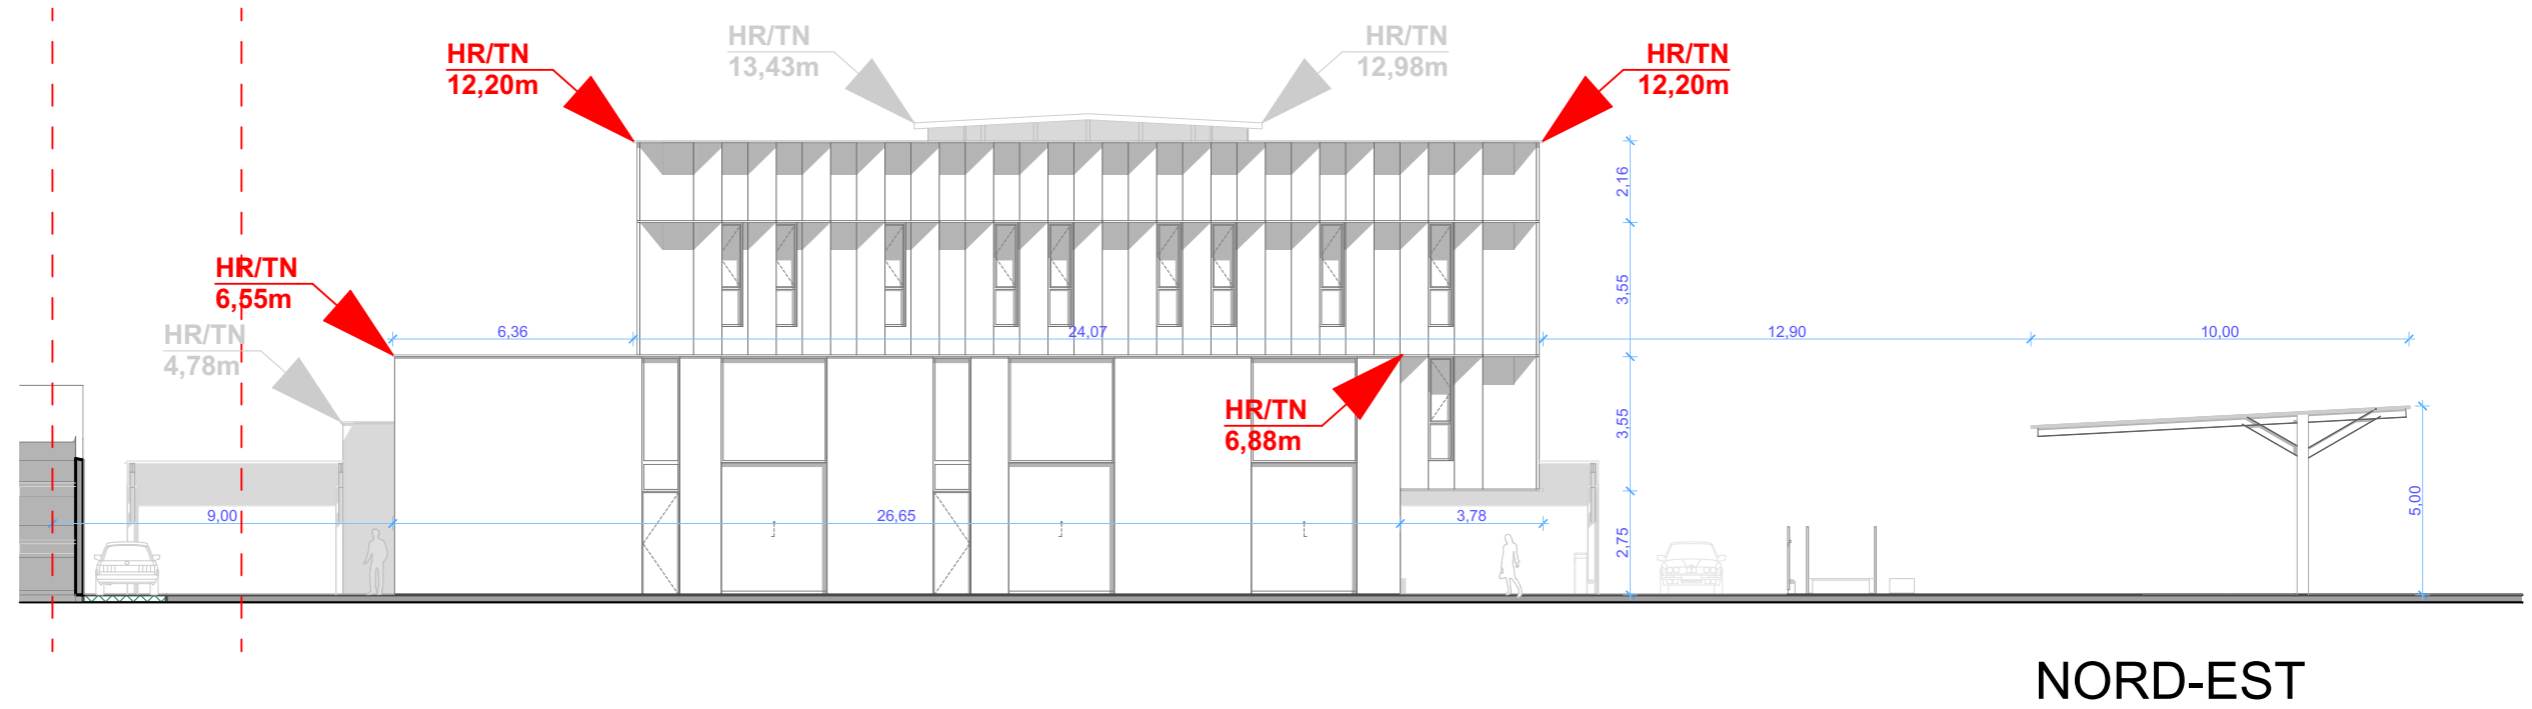 HR/TN
13,43m
HR/TN
12,98m
HR/TN
12,20m
HR/TN
12,20m
2,16
HR/TN
6,55m
3,55
HR/TN
4,78m
6,36
24,07
12,90
10,00
HR/TN
6,88m
3,55
9,00
26,65
3,78
5,00
2,75
NORD-EST